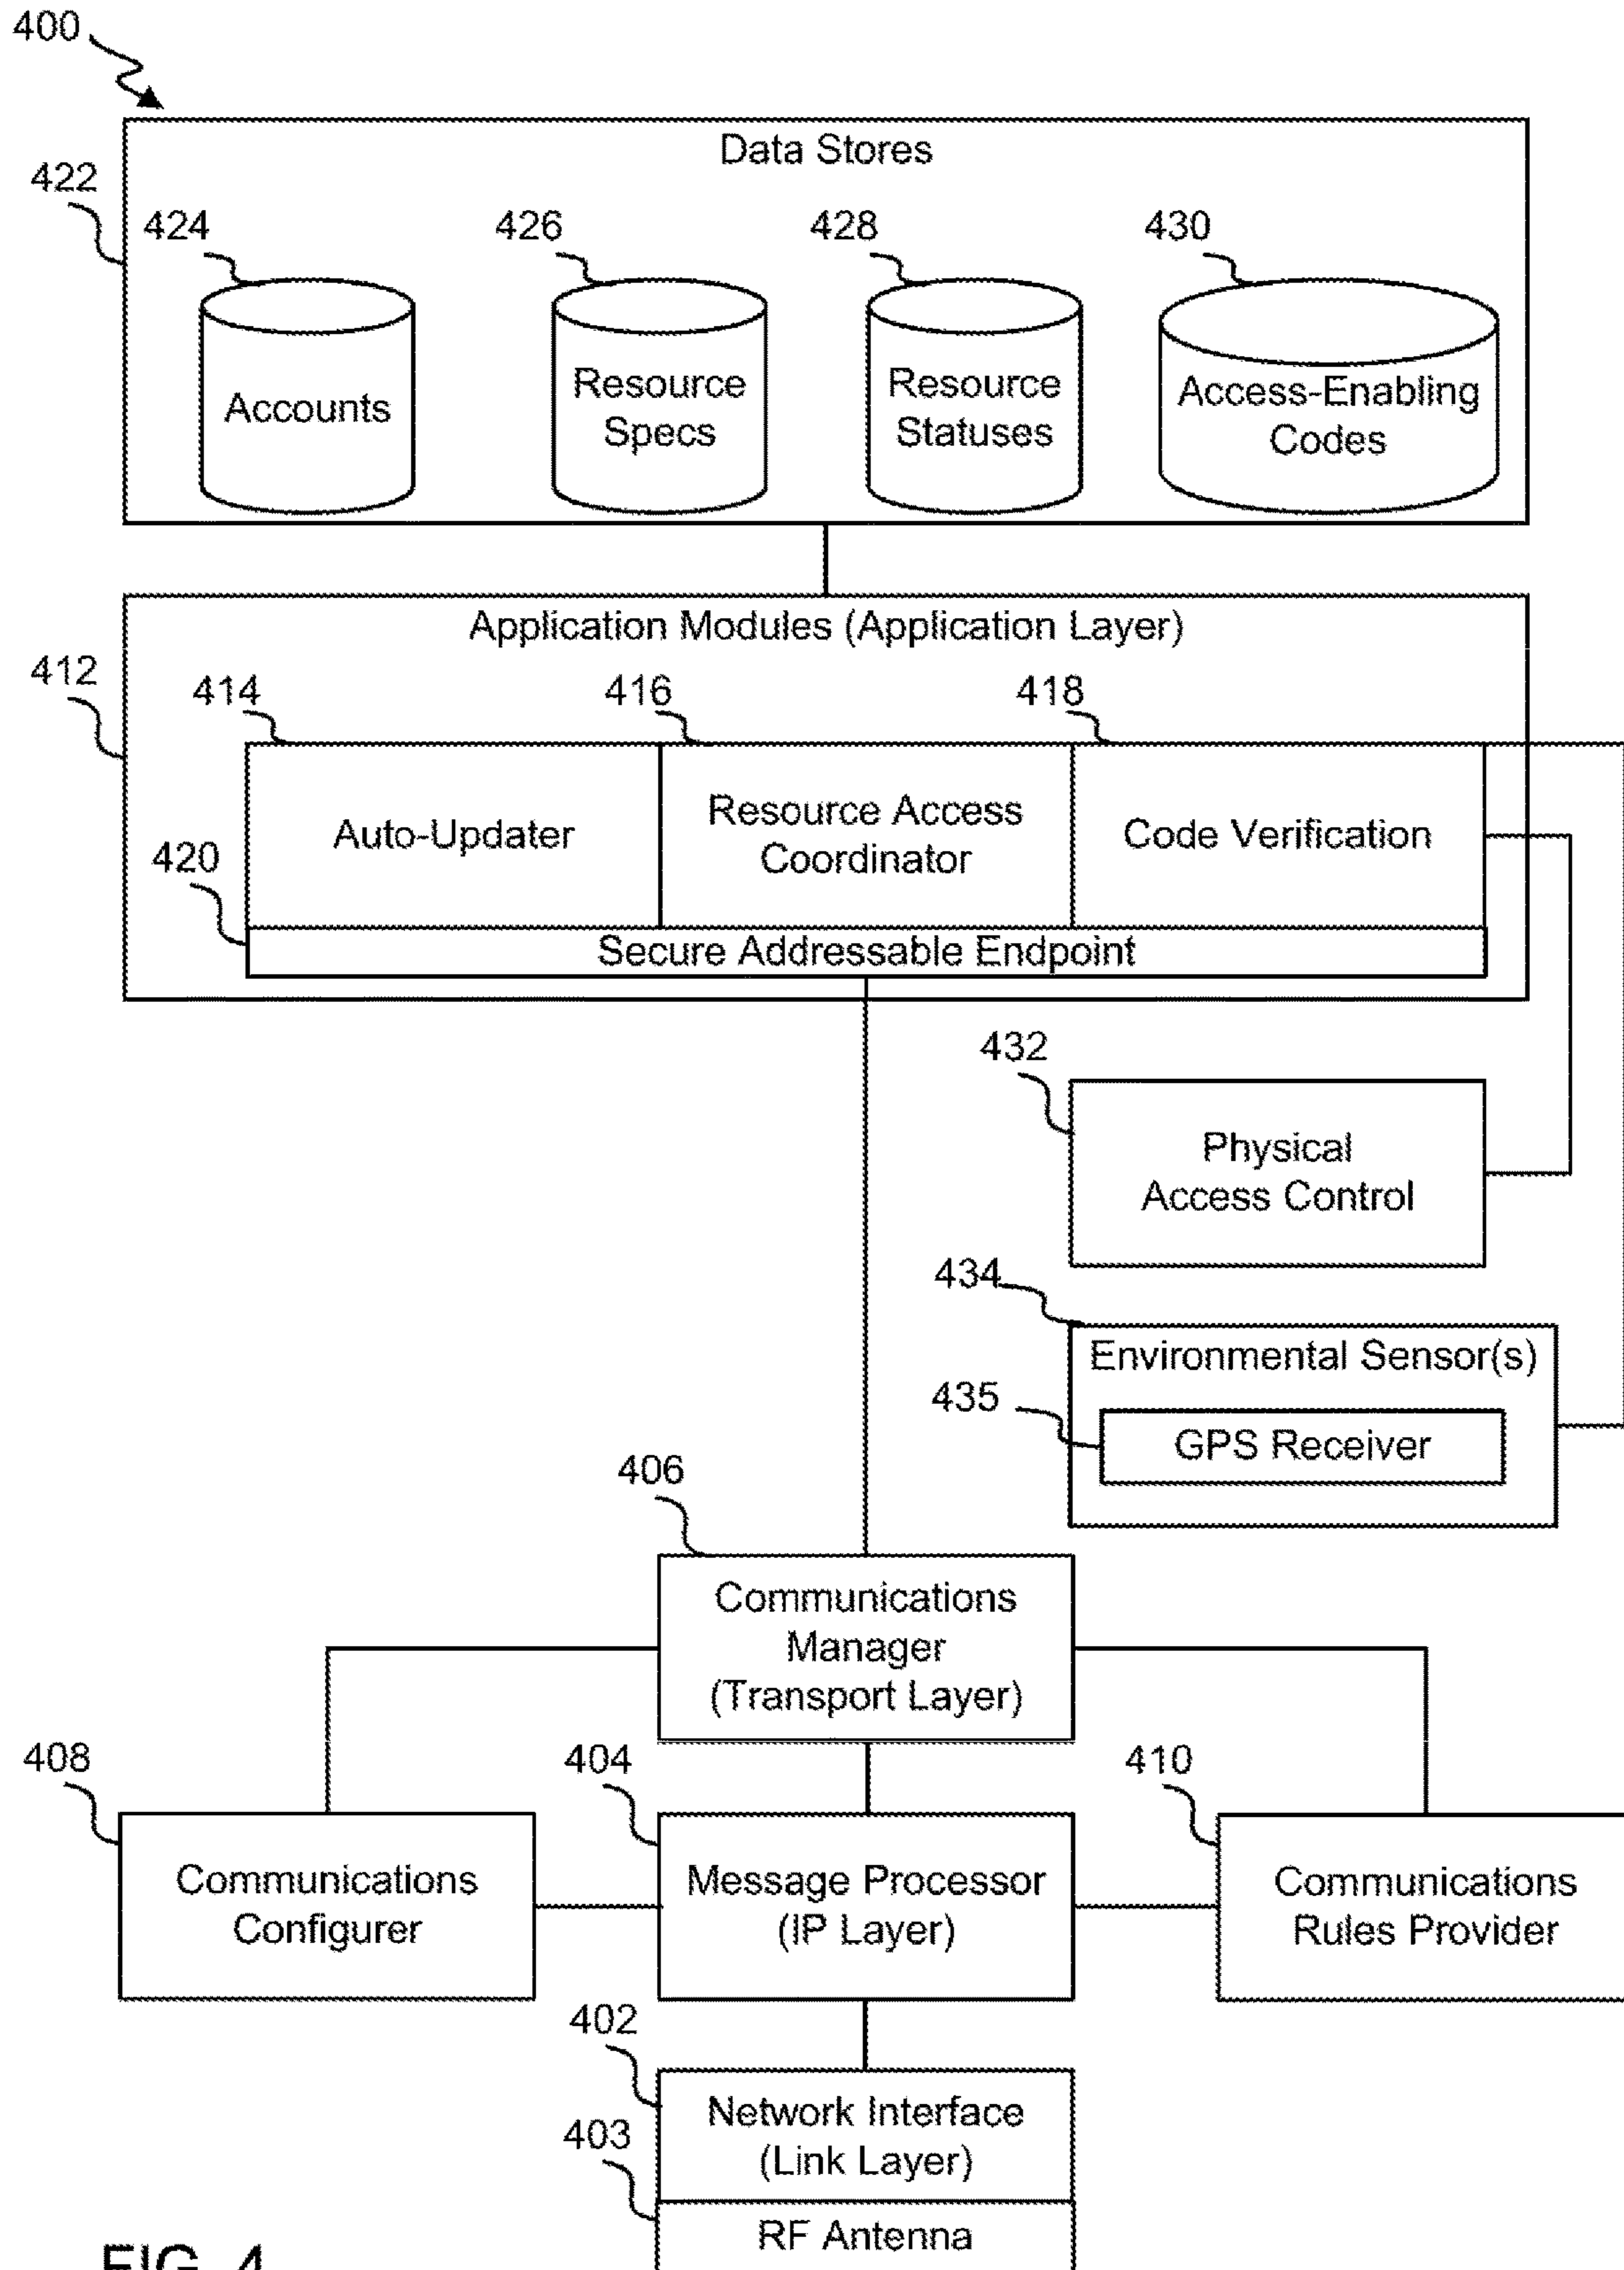 400
Data Stores
422
424
426
428
430
Accounts
Resource
Specs
Resource
Statuses
Access-Enabling
Codes
Application Modules (Application Layer)
412
414
416
418
Auto-Updater
Resource Access
Coordinator
Code Verification
420
Secure Addressable Endpoint
432
Physical
Access Control
434
Environmental Sensor(s)
435
GPS Receiver
406
Communications
Manager
(Transport Layer)
408
404
410
Communications
Configurer
Message Processor
(IP Layer)
Communications
Rules Provider
402
Network Interface
(Link Layer)
403
RF Antenna
FIG. 4